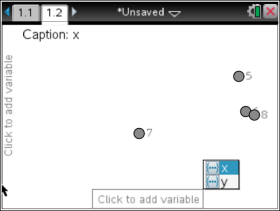 1.1 1.2 *Unsaved
Caption: x
Click to add variable
5
6
8
7
x
y
Click to add variable